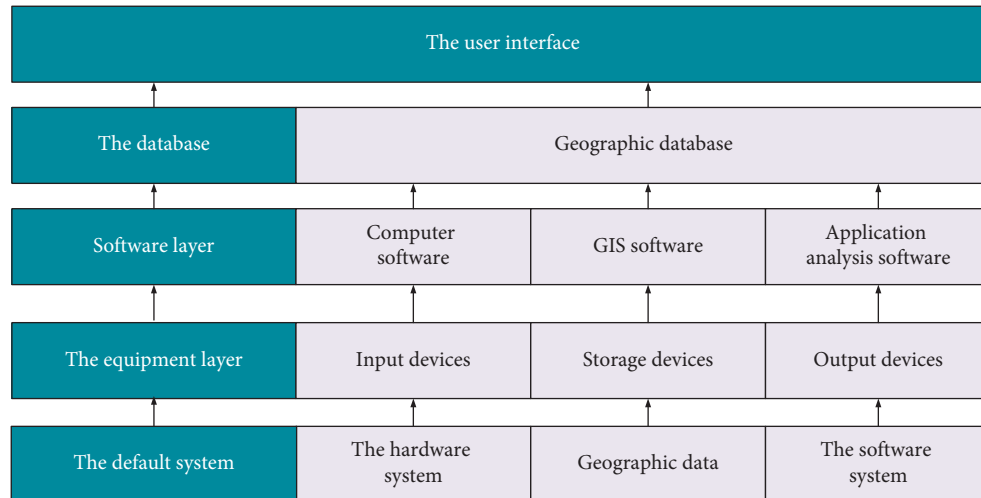 The user interface
The database
Geographic database
Software layer
Computer
software
GIS software
Application
analysis software
The equipment layer
Input devices
Storage devices
Output devices
The default system
The hardware
system
Geographic data
The software
system